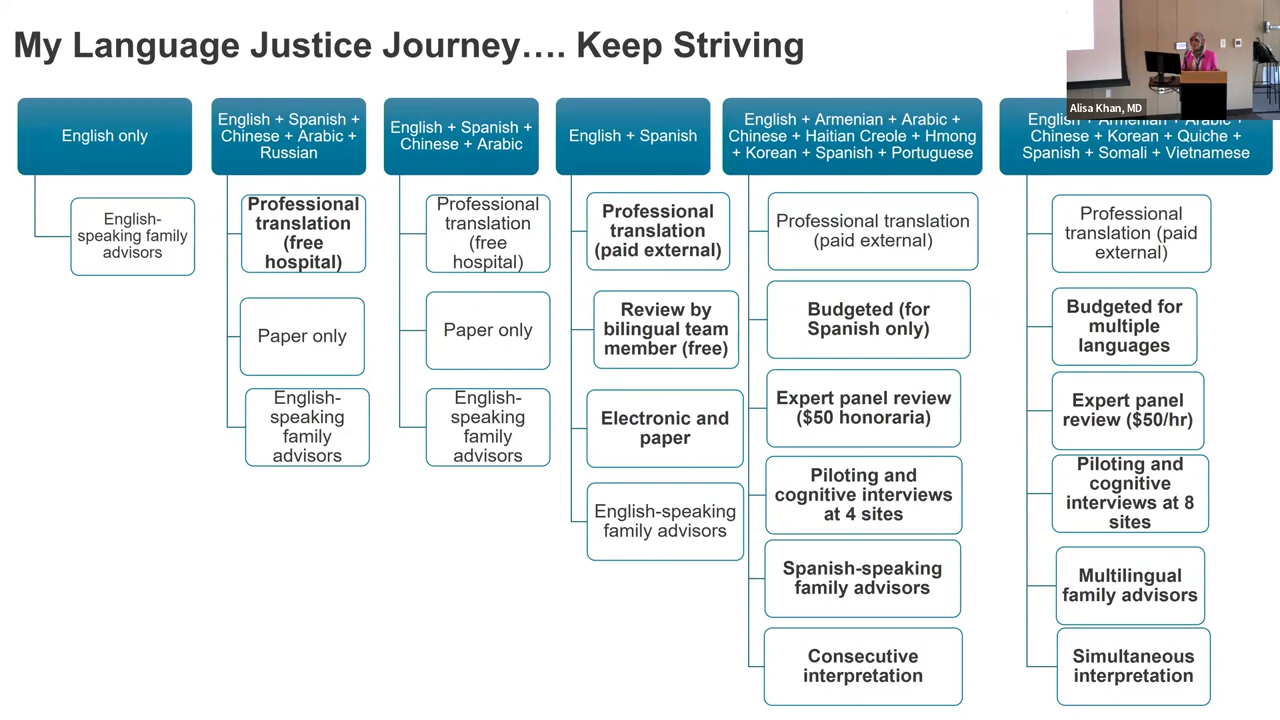 My Language Justice Journey…. Keep Striving
Alisa Khan, MD
English only
English-
speaking family
advisors
English + Spanish +
Chinese + Arabic +
Russian
Professional
translation
(free
hospital)
Paper only
English-
speaking
family
advisors
English + Spanish +
Chinese + Arabic
Professional
translation
(free
hospital)
Paper only
English-
speaking
family
advisors
English + Spanish
Professional
translation
(paid external)
Review by
bilingual team
member (free)
Electronic and
paper
English-speaking
family advisors
English + Armenian + Arabic +
Chinese + Haitian Creole + Hmong
+ Korean + Spanish + Portuguese
Professional translation
(paid external)
Budgeted (for
Spanish only)
Expert panel review
($50 honoraria)
Piloting and
cognitive interviews
at 4 sites
Spanish-speaking
family advisors
Consecutive
interpretation
English + Armenian + Arabic +
Chinese + Korean + Quiche +
Spanish + Somali + Vietnamese
Professional
translation (paid
external)
Budgeted for
multiple
languages
Expert panel
review ($50/hr)
Piloting and
cognitive
interviews at 8
sites
Multilingual
family advisors
Simultaneous
interpretation